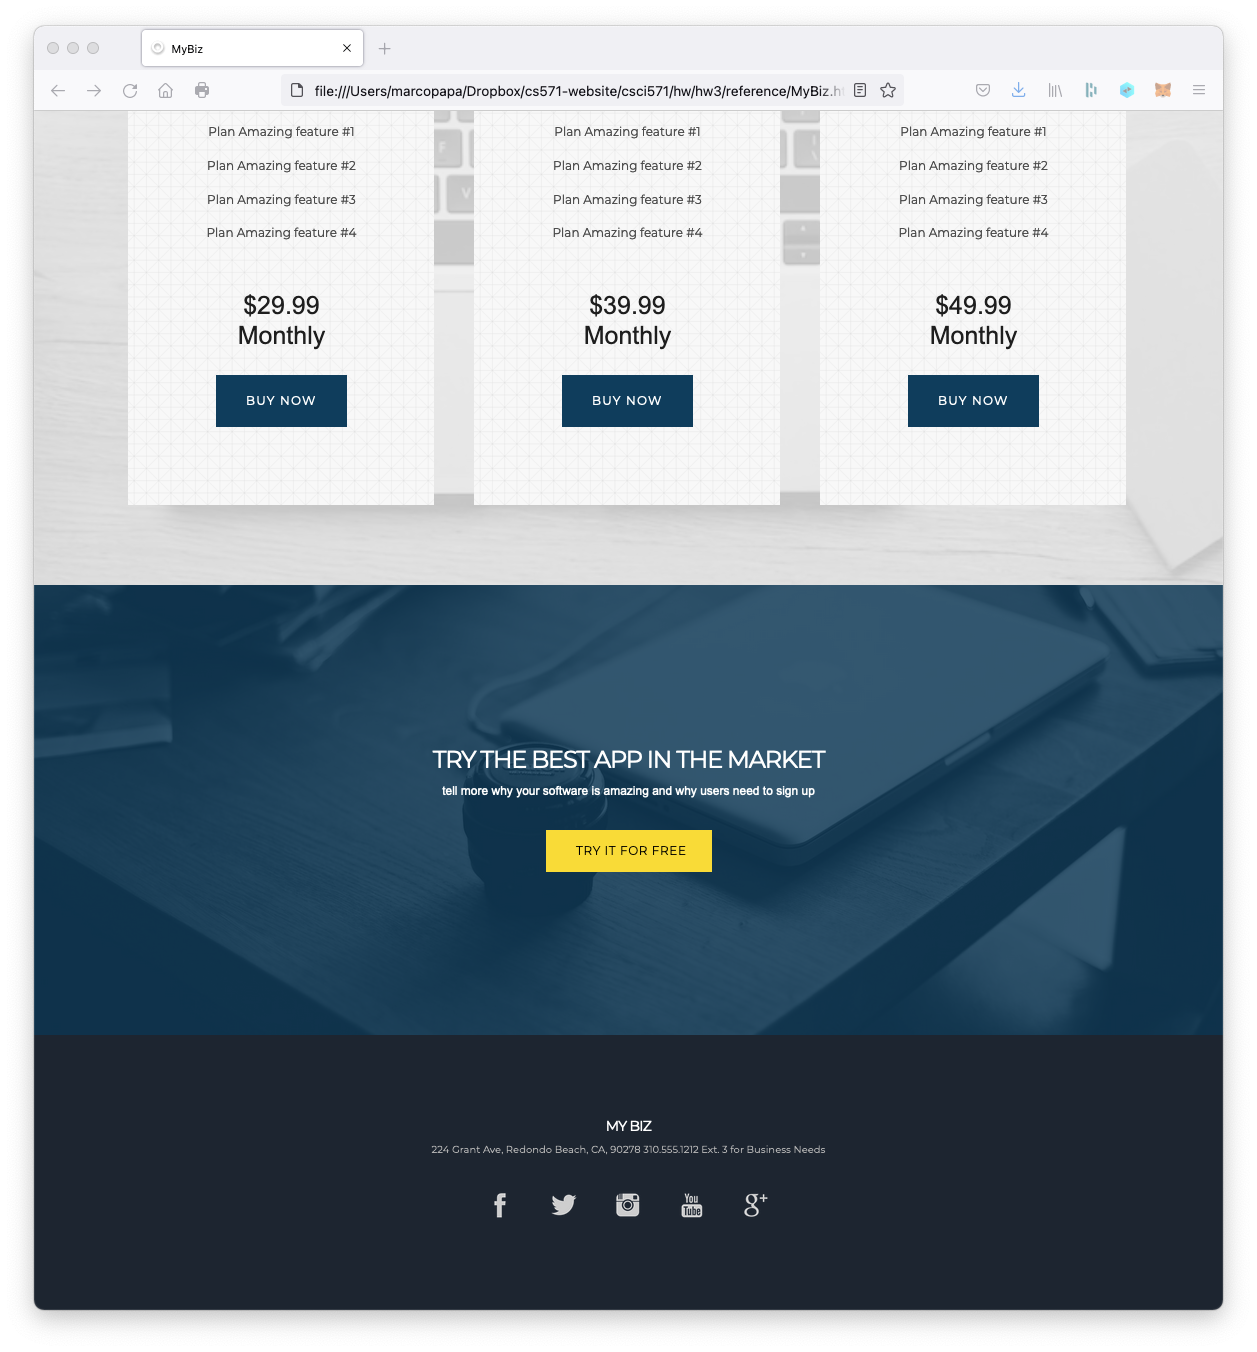 MyBiz
file:///Users/marcopapa/Dropbox/cs571-website/csci571/hw/hw3/reference/MyBiz.ht
Plan Amazing feature #1
Plan Amazing feature #2
Plan Amazing feature #3
Plan Amazing feature #4
$29.99
Monthly
BUY NOW
Plan Amazing feature #1
Plan Amazing feature #2
Plan Amazing feature #3
Plan Amazing feature #4
$39.99
Monthly
BUY NOW
Plan Amazing feature #1
Plan Amazing feature #2
Plan Amazing feature #3
Plan Amazing feature #4
$49.99
Monthly
BUY NOW
TRY THE BEST APP IN THE MARKET
tell more why your software is amazing and why users need to sign up
TRY IT FOR FREE
MY BIZ
224 Grant Ave, Redondo Beach, CA, 90278 310.555.1212 Ext. 3 for Business Needs
You
Tube
g+